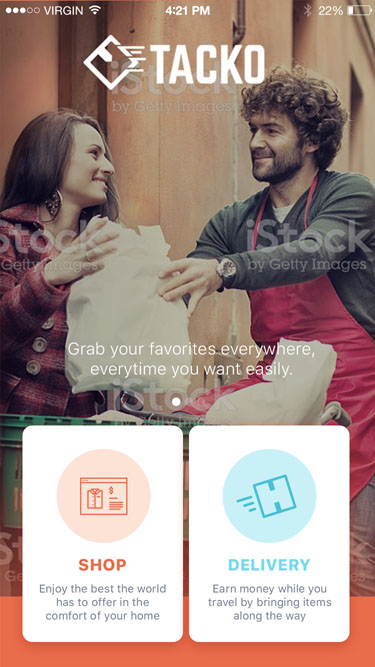 VIRGIN 4:21 PM 22%
TACKO
iStock
by Getty Images
iStock
by Getty Images
iStock
by Getty Images
Grab your favorites everywhere,
everytime you want easily.
iStock
SHOP
DELIVERY
Enjoy the best the world
has to offer in the
comfort of your home
Earn money while you
travel by bringing items
along the way